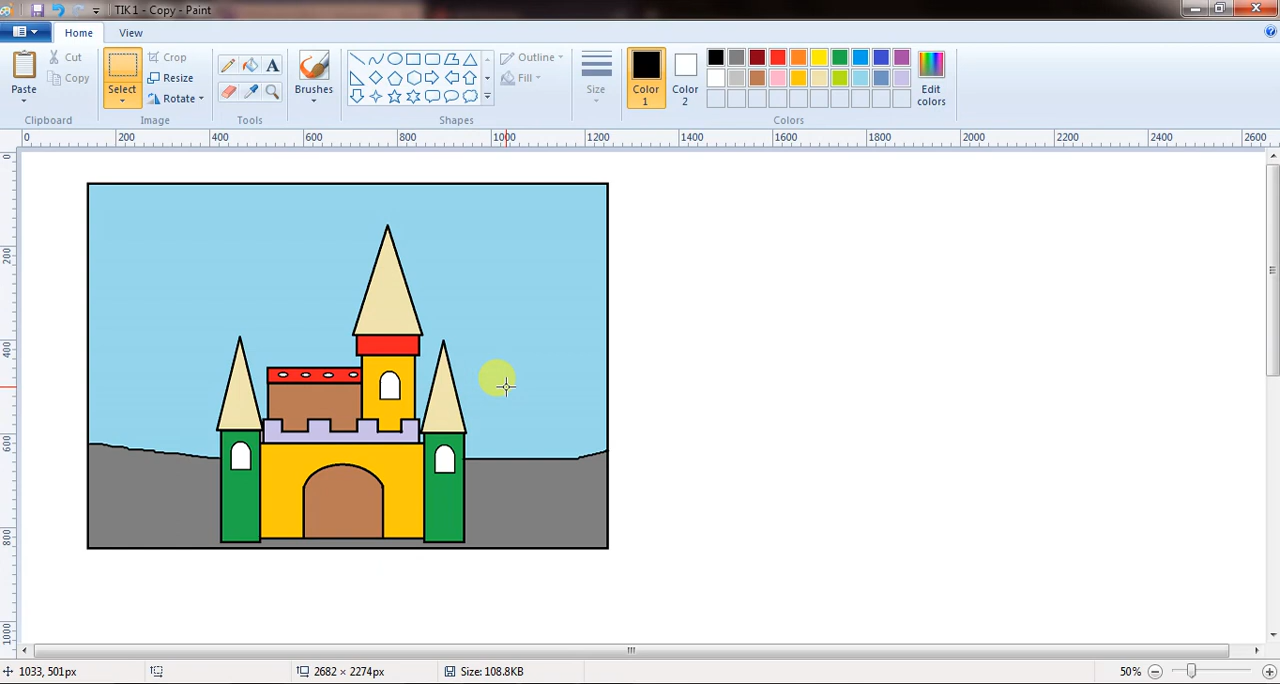 TIK 1 - Copy - Paint
Home View
Paste
Cut
Copy
Clipboard
Select
Crop
Resize
Rotate
Image
A
Tools
Brushes
Outline
Fill
Shapes
Size
Color 1
Color 2
Edit colors
Colors
0 200 400 600 800 1000 1200 1400 1600 1800 2000 2200 2400 2600
0
200
400
600
800
1000
1033, 501px 2682 × 2274px Size: 108.8KB 50%